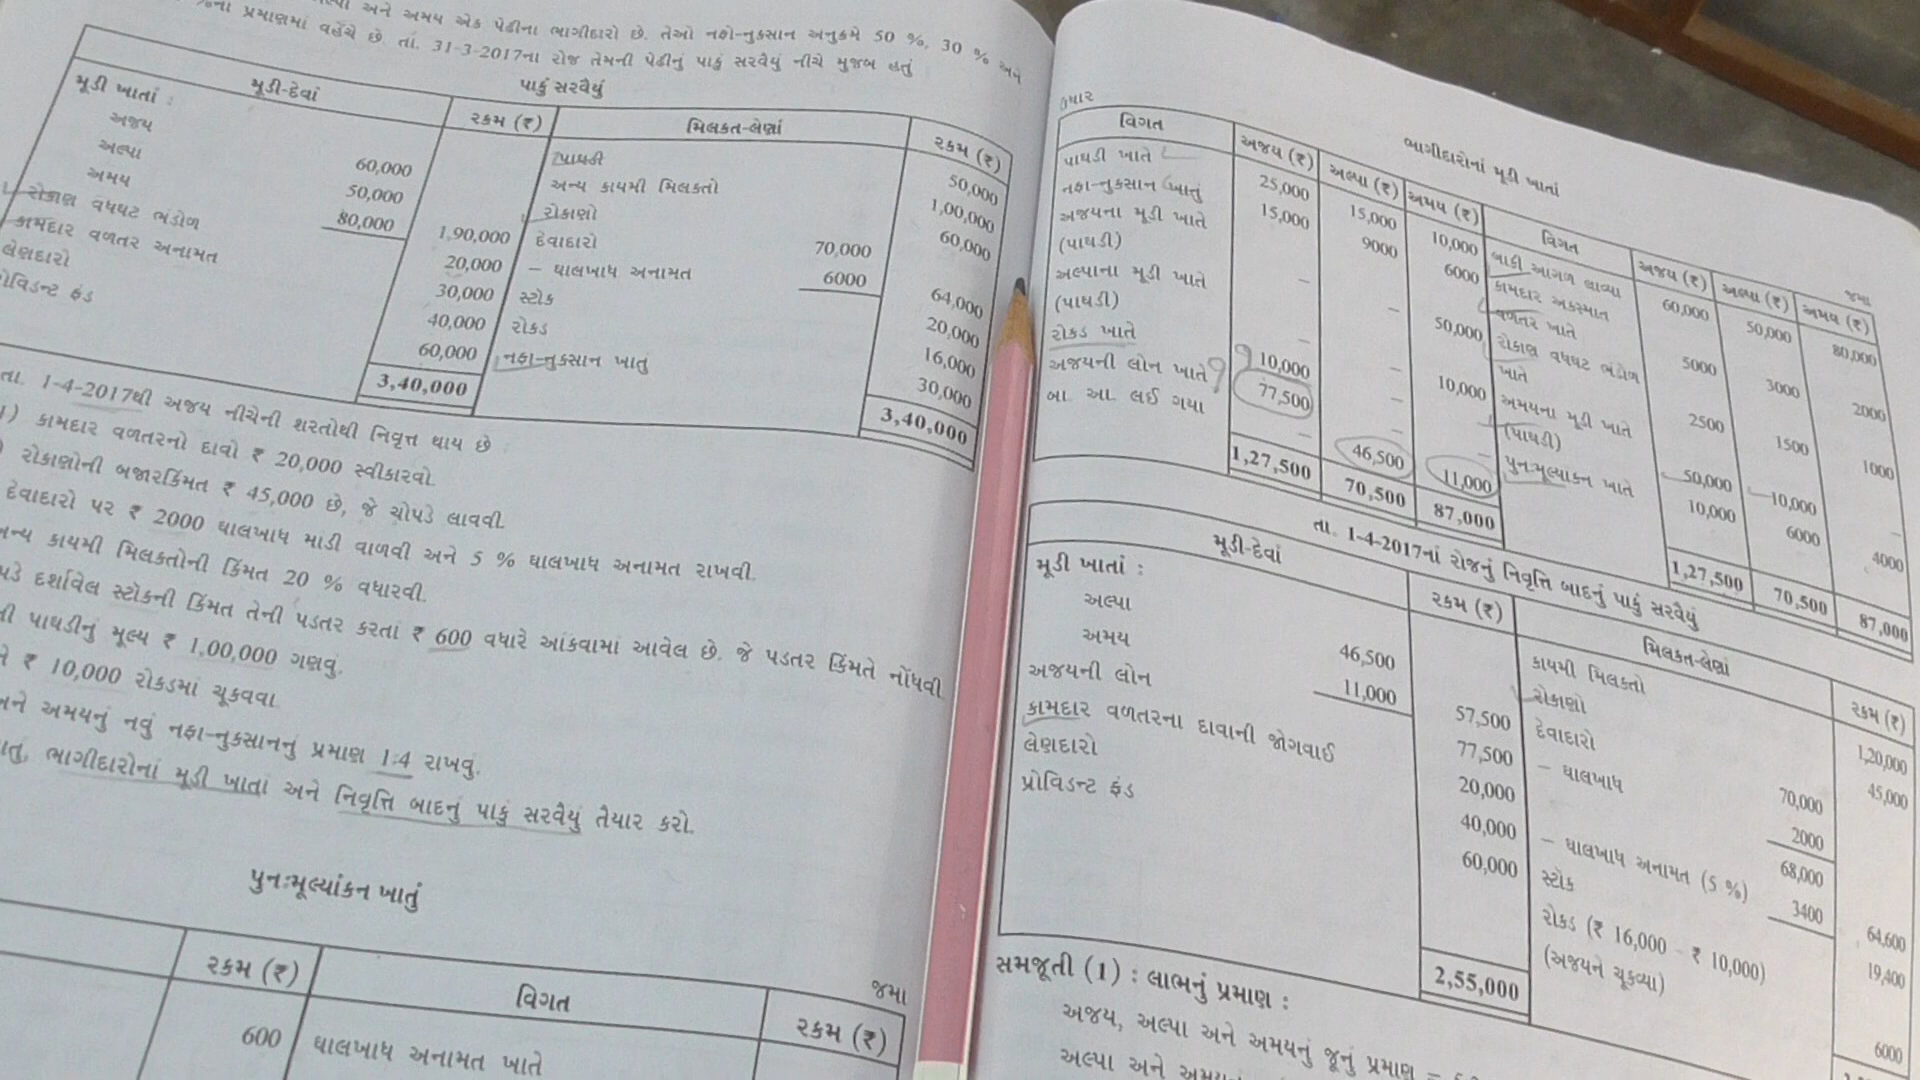 અને અમય એક પેઢીના ભાગીદારો છે. તેઓ નફો-નુકસાન અનુક્રમે 50 %, 30 % અને
પ્રમાણમાં વહેંચે છે. તા. 31-3-2017ના રોજ તેમની પેઢીનું પાકું સરવૈયું નીચે મુજબ હતું
પાકું સરવૈયું
મૂડી-દેવાં રકમ (₹) મિલકત-લેણાં રકમ (₹)
મૂડી ખાતાં : પાઘડી 50,000
અજય 60,000 અન્ય કાયમી મિલકતો 1,00,000
અલ્પા 50,000 રોકાણો 60,000
અમય 80,000 1,90,000 દેવાદારો 70,000
રોકાણ વધઘટ ભંડોળ 20,000 – ઘાલખાધ અનામત 6000 64,000
કામદાર વળતર અનામત 30,000 સ્ટોક 20,000
લેણદારો 40,000 રોકડ 16,000
પ્રોવિડન્ટ ફંડ 60,000 નફા-નુકસાન ખાતુ 30,000
3,40,000 3,40,000
તા. 1-4-2017થી અજય નીચેની શરતોથી નિવૃત્ત થાય છે
1) કામદાર વળતરનો દાવો ₹ 20,000 સ્વીકારવો.
રોકાણોની બજારકિંમત ₹ 45,000 છે, જે ચોપડે લાવવી.
દેવાદારો પર ₹ 2000 ઘાલખાધ માડી વાળવી અને 5 % ઘાલખાધ અનામત રાખવી.
અન્ય કાયમી મિલકતોની કિંમત 20 % વધારવી.
દર્શાવેલ સ્ટૉકની કિંમત તેની પડતર કરતાં ₹ 600 વધારે આંકવામાં આવેલ છે. જે પડતર કિંમતે નોંધવી
પાઘડીનું મૂલ્ય ₹ 1,00,000 ગણવું.
₹ 10,000 રોકડમાં ચૂકવવા
અને અમયનું નવું નફા-નુકસાનનું પ્રમાણ 1:4 રાખવું.
ભાગીદારોનાં મૂડી ખાતાં અને નિવૃત્તિ બાદનું પાકું સરવૈયું તૈયાર કરો.
પુનઃમૂલ્યાંકન ખાતું
જમા
રકમ (₹) વિગત રકમ (₹)
600 ઘાલખાધ અનામત ખાતે
ઉધાર ભાગીદારોનાં મૂડી ખાતાં જમા
વિગત અજય (₹) અલ્પા (₹) અમય (₹) વિગત અજય (₹) અલ્પા (₹) અમય (₹)
પાઘડી ખાતે 25,000 15,000 10,000 બાકી આગળ લાવ્યા 60,000 50,000 80,000
નફા-નુકસાન ખાતું 15,000 9000 6000 કામદાર અકસ્માત
અજયના મૂડી ખાતે વળતર ખાતે 5000 3000 2000
(પાઘડી) – – 50,000 રોકાણ વધઘટ ભંડોળ
અલ્પાના મૂડી ખાતે ખાતે 2500 1500 1000
(પાઘડી) – – 10,000 અમયના મૂડી ખાતે
રોકડ ખાતે 10,000 – – (પાઘડી) 50,000 10,000 –
અજયની લોન ખાતે 77,500 – – પુનઃમૂલ્યાંકન ખાતે 10,000 6000 4000
બા. આ. લઈ ગયા – 46,500 11,000
1,27,500 70,500 87,000 1,27,500 70,500 87,000
તા. 1-4-2017નાં રોજનું નિવૃત્તિ બાદનું પાકું સરવૈયું
મૂડી-દેવાં રકમ (₹) મિલકત-લેણાં રકમ (₹)
મૂડી ખાતાં : કાયમી મિલકતો 1,20,000
અલ્પા 46,500 રોકાણો 45,000
અમય 11,000 57,500 દેવાદારો 70,000
અજયની લોન 77,500 – ઘાલખાધ 2000
કામદાર વળતરના દાવાની જોગવાઈ 20,000 68,000
લેણદારો 40,000 – ઘાલખાધ અનામત (5 %) 3400 64,600
પ્રોવિડન્ટ ફંડ 60,000 સ્ટૉક 19,400
રોકડ (₹ 16,000 – ₹ 10,000)
(અજયને ચૂકવ્યા) 6000
2,55,000
સમજૂતી (1) : લાભનું પ્રમાણ :
અજય, અલ્પા અને અમયનું જૂનું પ્રમાણ =
અલ્પા અને